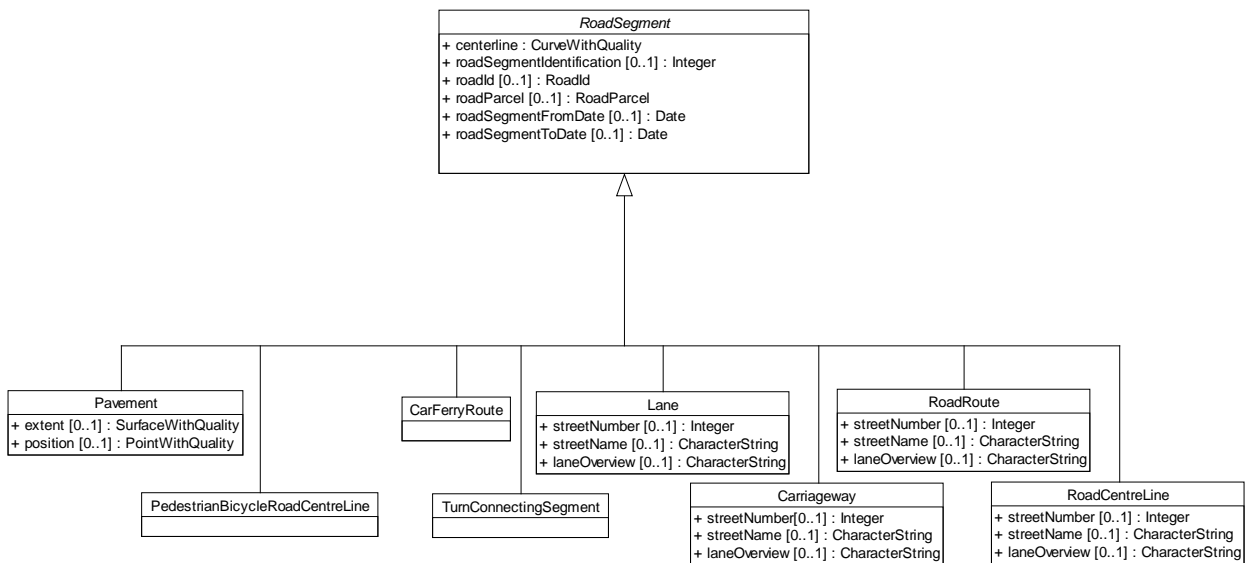 RoadSegment
+ centerline : CurveWithQuality
+ roadSegmentIdentification [0..1] : Integer
+ roadId [0..1] : RoadId
+ roadParcel [0..1] : RoadParcel
+ roadSegmentFromDate [0..1] : Date
+ roadSegmentToDate [0..1] : Date
Pavement
+ extent [0..1] : SurfaceWithQuality
+ position [0..1] : PointWithQuality
CarFerryRoute
Lane
+ streetNumber [0..1] : Integer
+ streetName [0..1] : CharacterString
+ laneOverview [0..1] : CharacterString
RoadRoute
+ streetNumber [0..1] : Integer
+ streetName [0..1] : CharacterString
+ laneOverview [0..1] : CharacterString
PedestrianBicycleRoadCentreLine
TurnConnectingSegment
Carriageway
+ streetNumber[0..1] : Integer
+ streetName [0..1] : CharacterString
+ laneOverview [0..1] : CharacterString
RoadCentreLine
+ streetNumber [0..1] : Integer
+ streetName [0..1] : CharacterString
+ laneOverview [0..1] : CharacterString